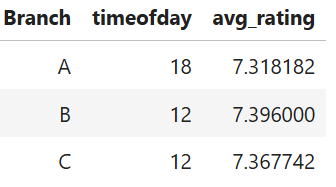 Branch timeofday avg_rating
A 18 7.318182
B 12 7.396000
C 12 7.367742